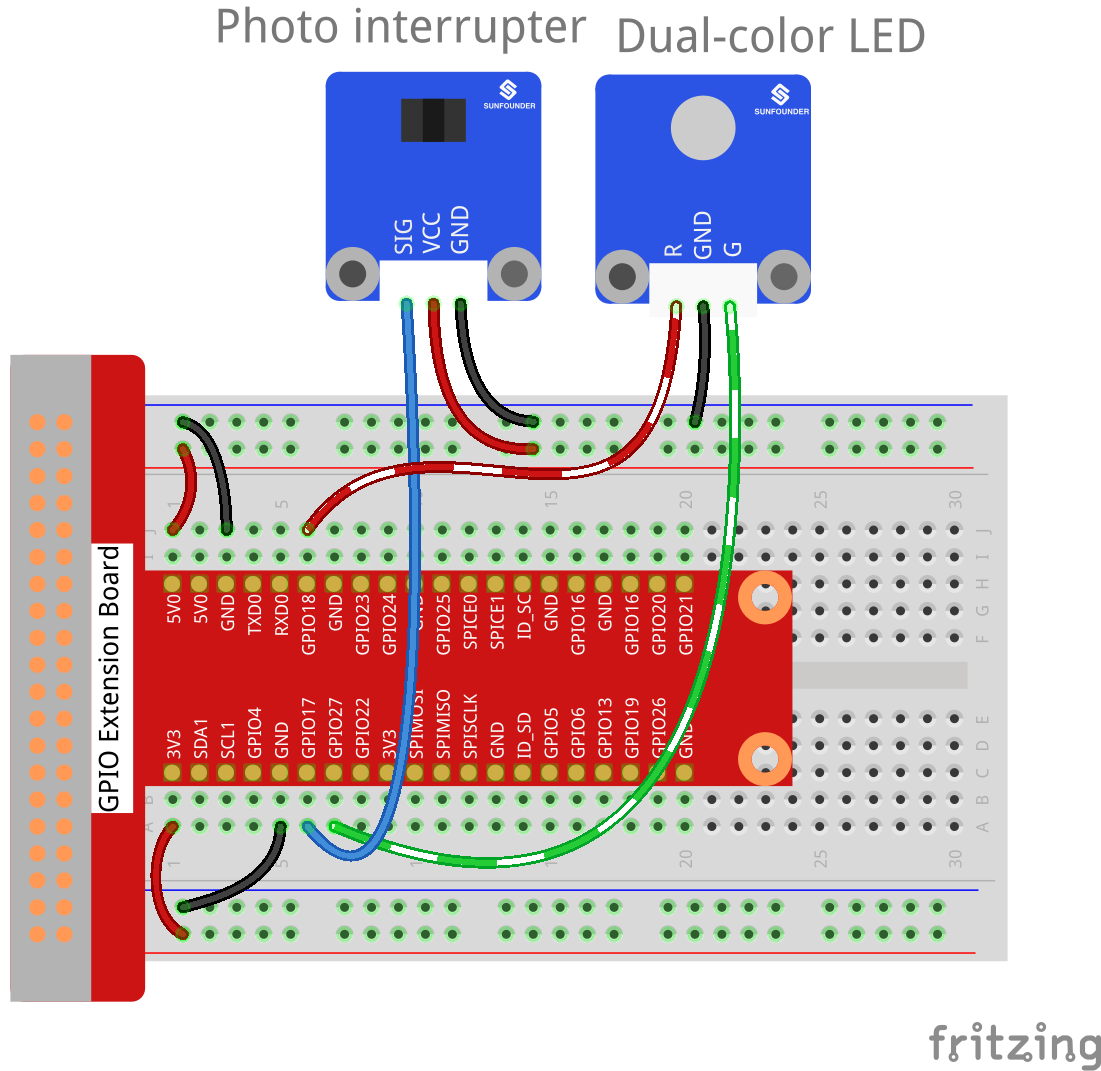 Photo interrupter
Dual-color LED
SUNFOUNDER
SUNFOUNDER
SIG
VCC
GND
R
GND
G
1
5
15
20
25
30
J
J
I
I
H
G
F
5V0
5V0
GND
TXD0
RXD0
GPIO18
GND
GPIO23
GPIO24
GPIO25
SPICE0
SPICE1
ID_SC
GND
GPIO16
GND
GPIO16
GPIO20
GPIO21
GPIO Extension Board
3V3
SDA1
SCL1
GPIO4
GND
GPIO17
GPIO27
GPIO22
3V3
SPIMOSI
SPIMISO
SPISCLK
GND
ID_SD
GPIO5
GPIO6
GPIO13
GPIO19
GPIO26
GND
E
D
C
B
B
A
A
1
5
20
25
30
fritzing